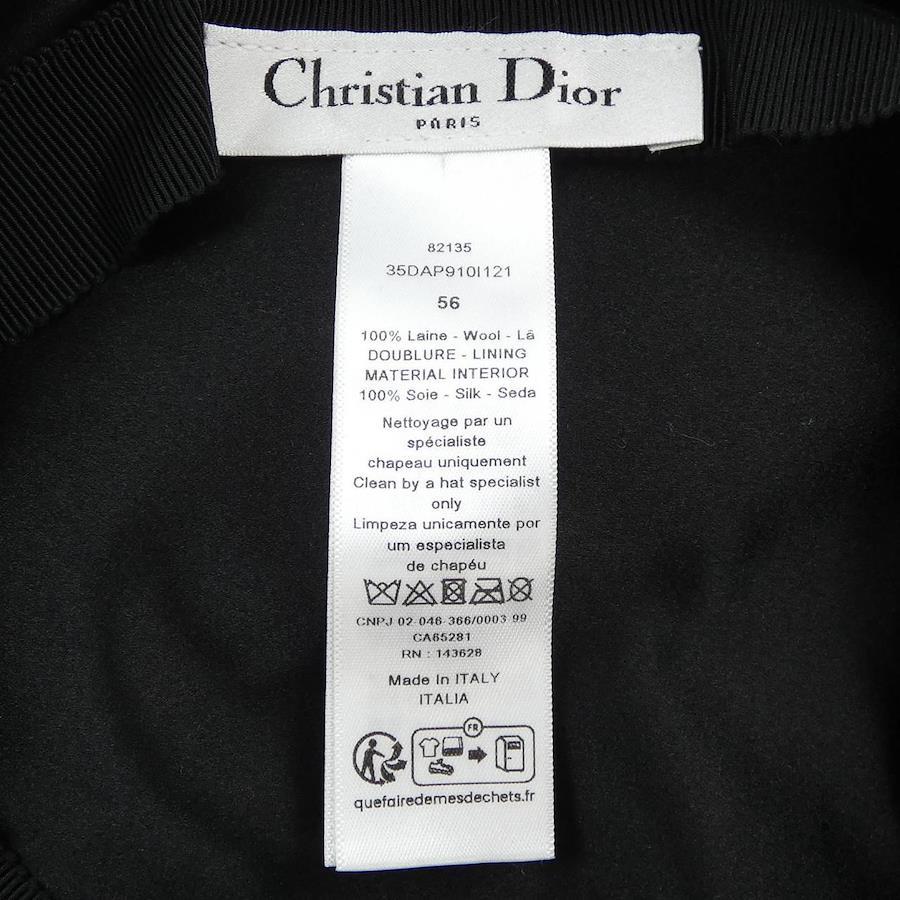 Christian Dior
PARIS
82135
35DAP910I121
56
100% Laine - Wool - Lã
DOUBLURE - LINING
MATERIAL INTERIOR
100% Soie - Silk - Seda
Nettoyage par un
spécialiste
chapeau uniquement
Clean by a hat specialist
only
Limpeza unicamente por
um especialista
de chapéu
CNPJ 02-046-366/0003-99
CA65281
RN : 143628
Made In ITALY
ITALIA
FR
quefairedemesdechets.fr